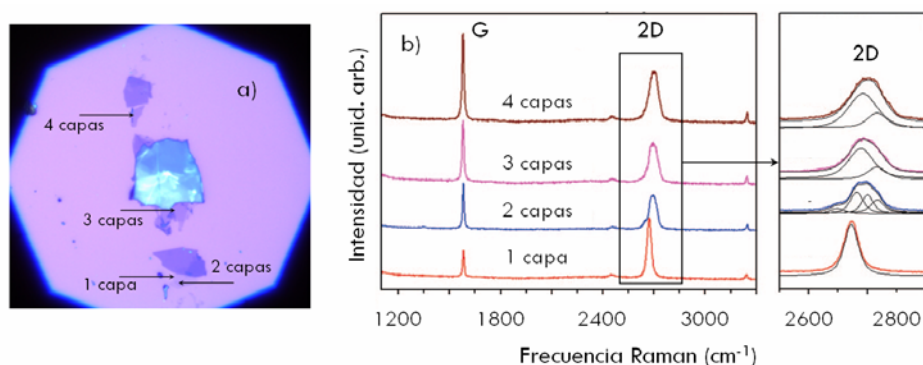 a)
4 capas
3 capas
1 capa
2 capas
b)
G
2D
4 capas
3 capas
2 capas
1 capa
Intensidad (unid. arb.)
1200 1800 2400 3000
2D
2600 2800
Frecuencia Raman (cm⁻¹)